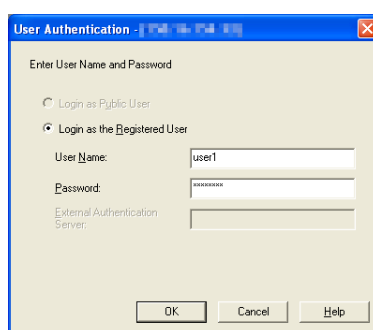 User Authentication -
Enter User Name and Password
Login as Public User
Login as the Registered User
User Name: user1
Password: ××××××××
External Authentication
Server:
OK Cancel Help